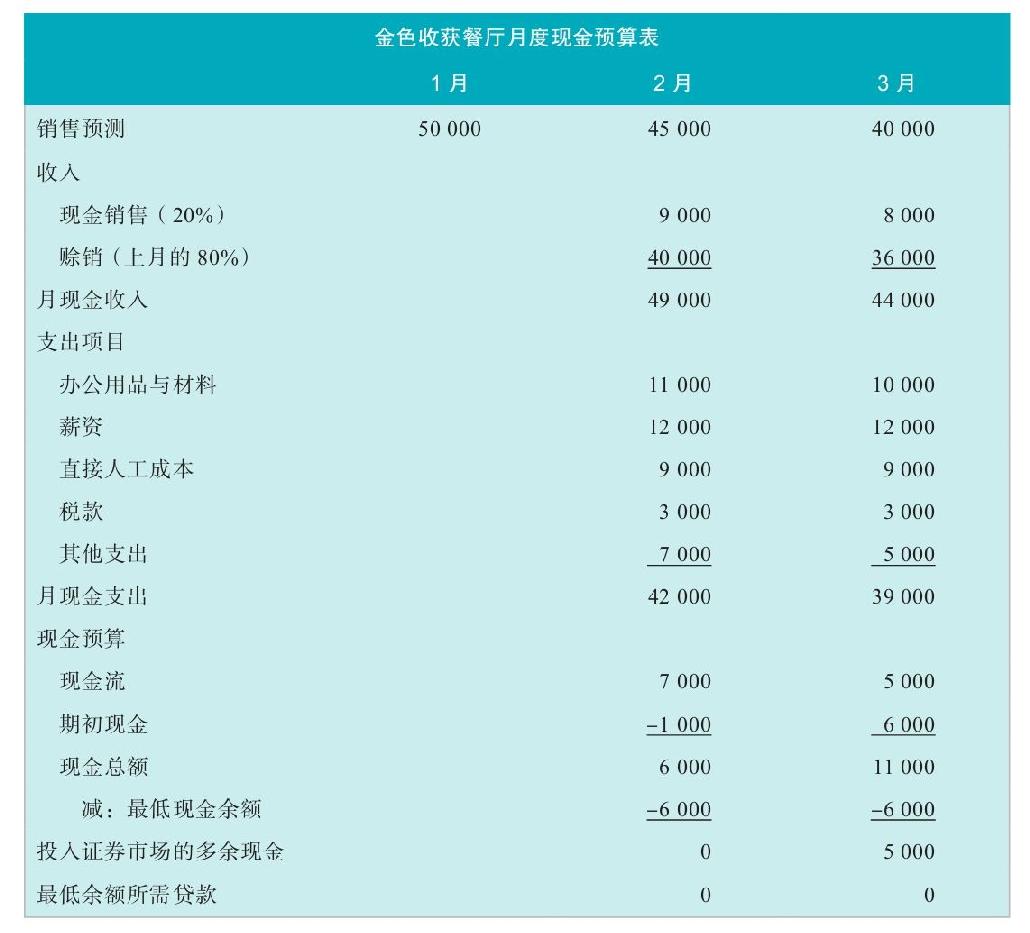 金色收获餐厅月度现金预算表
1月 2月 3月
销售预测 50 000 45 000 40 000
收入
现金销售（20%） 9 000 8 000
赊销（上月的 80%） 40 000 36 000
月现金收入 49 000 44 000
支出项目
办公用品与材料 11 000 10 000
薪资 12 000 12 000
直接人工成本 9 000 9 000
税款 3 000 3 000
其他支出 7 000 5 000
月现金支出 42 000 39 000
现金预算
现金流 7 000 5 000
期初现金 –1 000 6 000
现金总额 6 000 11 000
减：最低现金余额 –6 000 –6 000
投入证券市场的多余现金 0 5 000
最低余额所需贷款 0 0